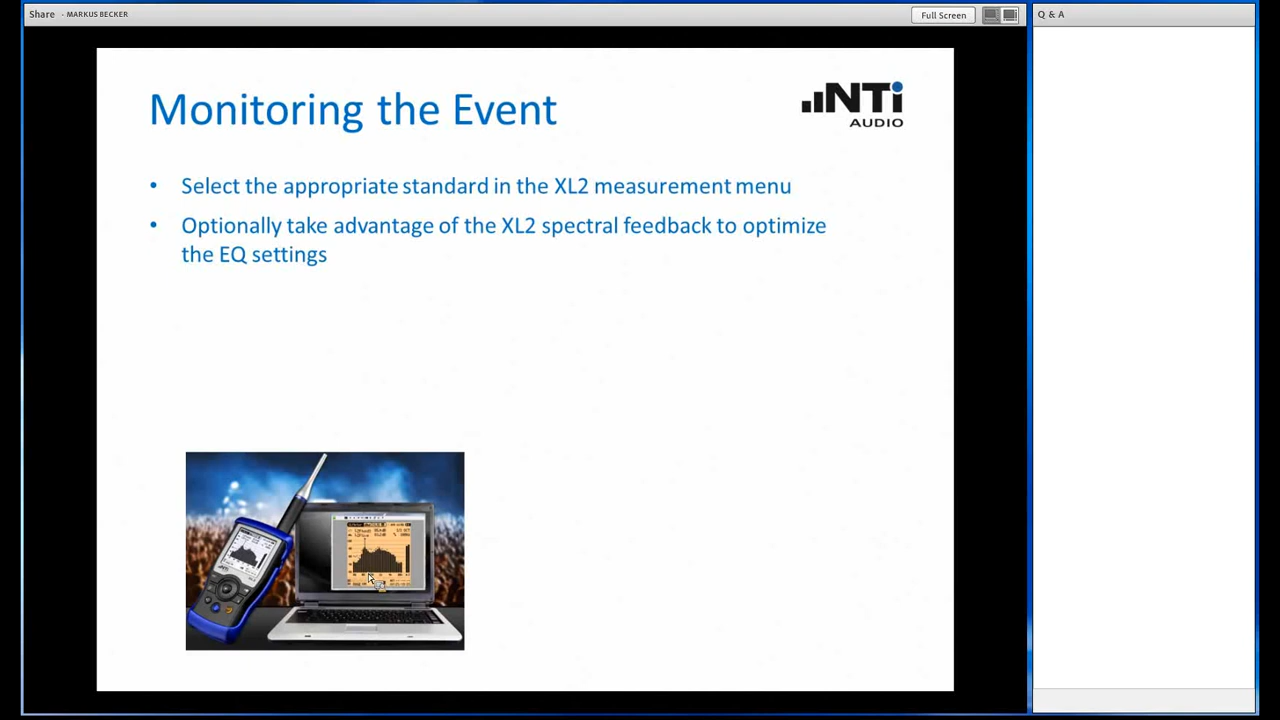 Share - MARKUS BECKER
Full Screen
Q & A
Monitoring the Event
NTi
AUDIO
• Select the appropriate standard in the XL2 measurement menu
• Optionally take advantage of the XL2 spectral feedback to optimize
the EQ settings